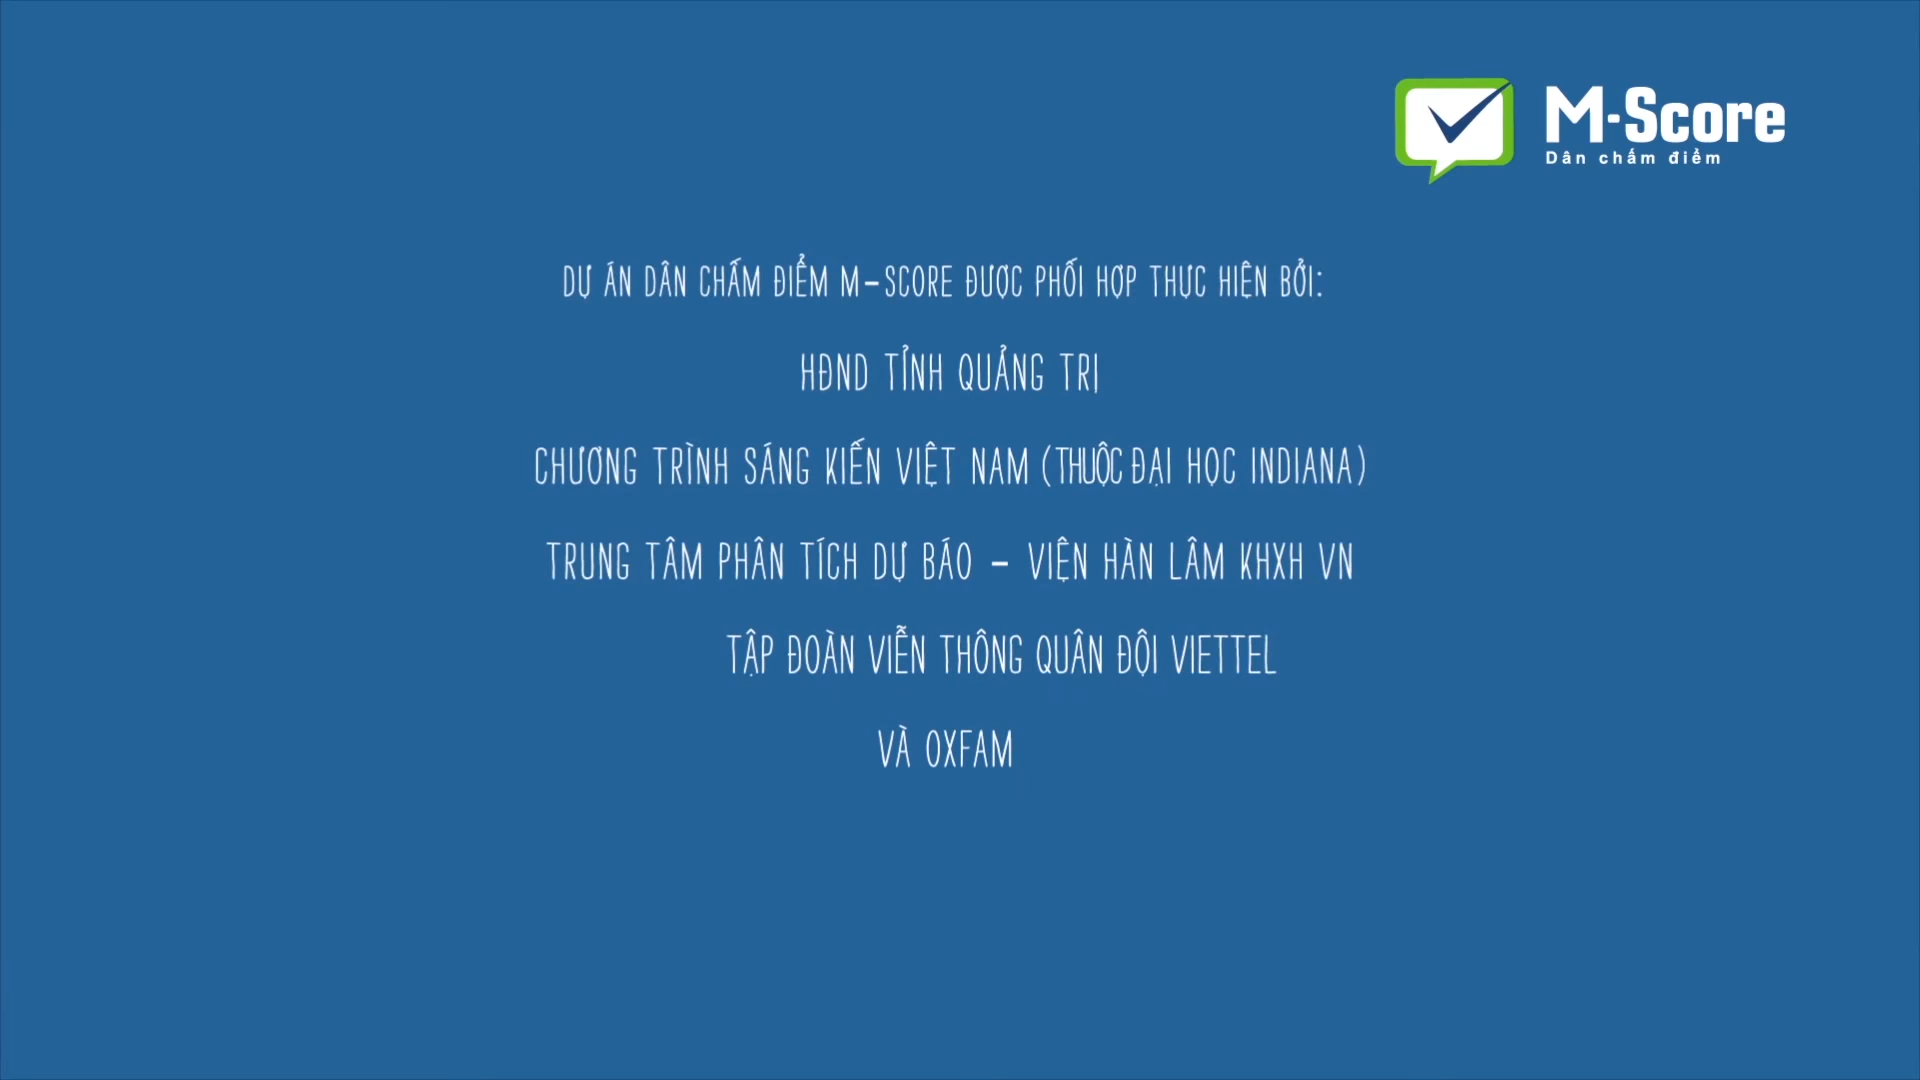 M-Score
Dân chấm điểm
DỰ ÁN DÂN CHẤM ĐIỂM M-SCORE ĐƯỢC PHỐI HỢP THỰC HIỆN BỞI:
HĐND TỈNH QUẢNG TRỊ
CHƯƠNG TRÌNH SÁNG KIẾN VIỆT NAM (THUỘC ĐẠI HỌC INDIANA)
TRUNG TÂM PHÂN TÍCH DỰ BÁO - VIỆN HÀN LÂM KHXH VN
TẬP ĐOÀN VIỄN THÔNG QUÂN ĐỘI VIETTEL
VÀ OXFAM